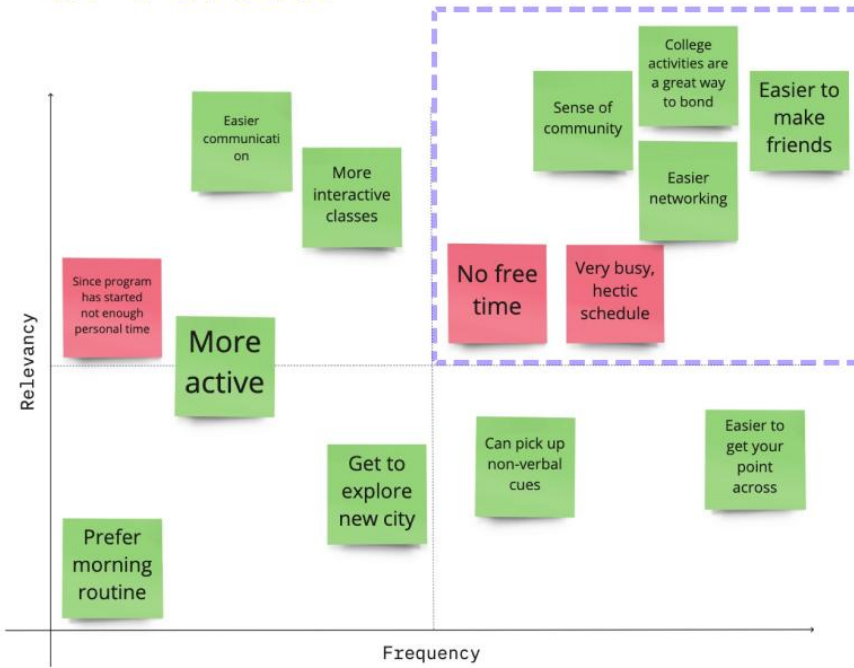 College
activities are
a great way
to bond
Sense of
community
Easier to
make
friends
Easier
networking
Easier
communicati
on
More
interactive
classes
No free
time
Very busy,
hectic
schedule
Since program
has started
not enough
personal time
More
active
Relevancy
Can pick up
non-verbal
cues
Easier to
get your
point
across
Get to
explore
new city
Prefer
morning
routine
Frequency